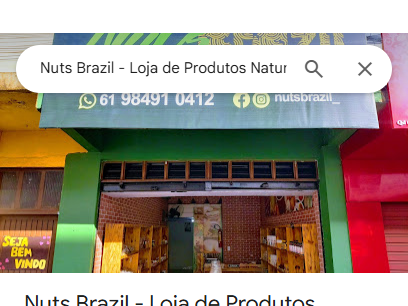 Nuts Brazil - Loja de Produtos Natur
61 98491 0412
nutsbrazil_
SEJA
BEM
VINDO
Nuts Brazil - Loja de Produtos